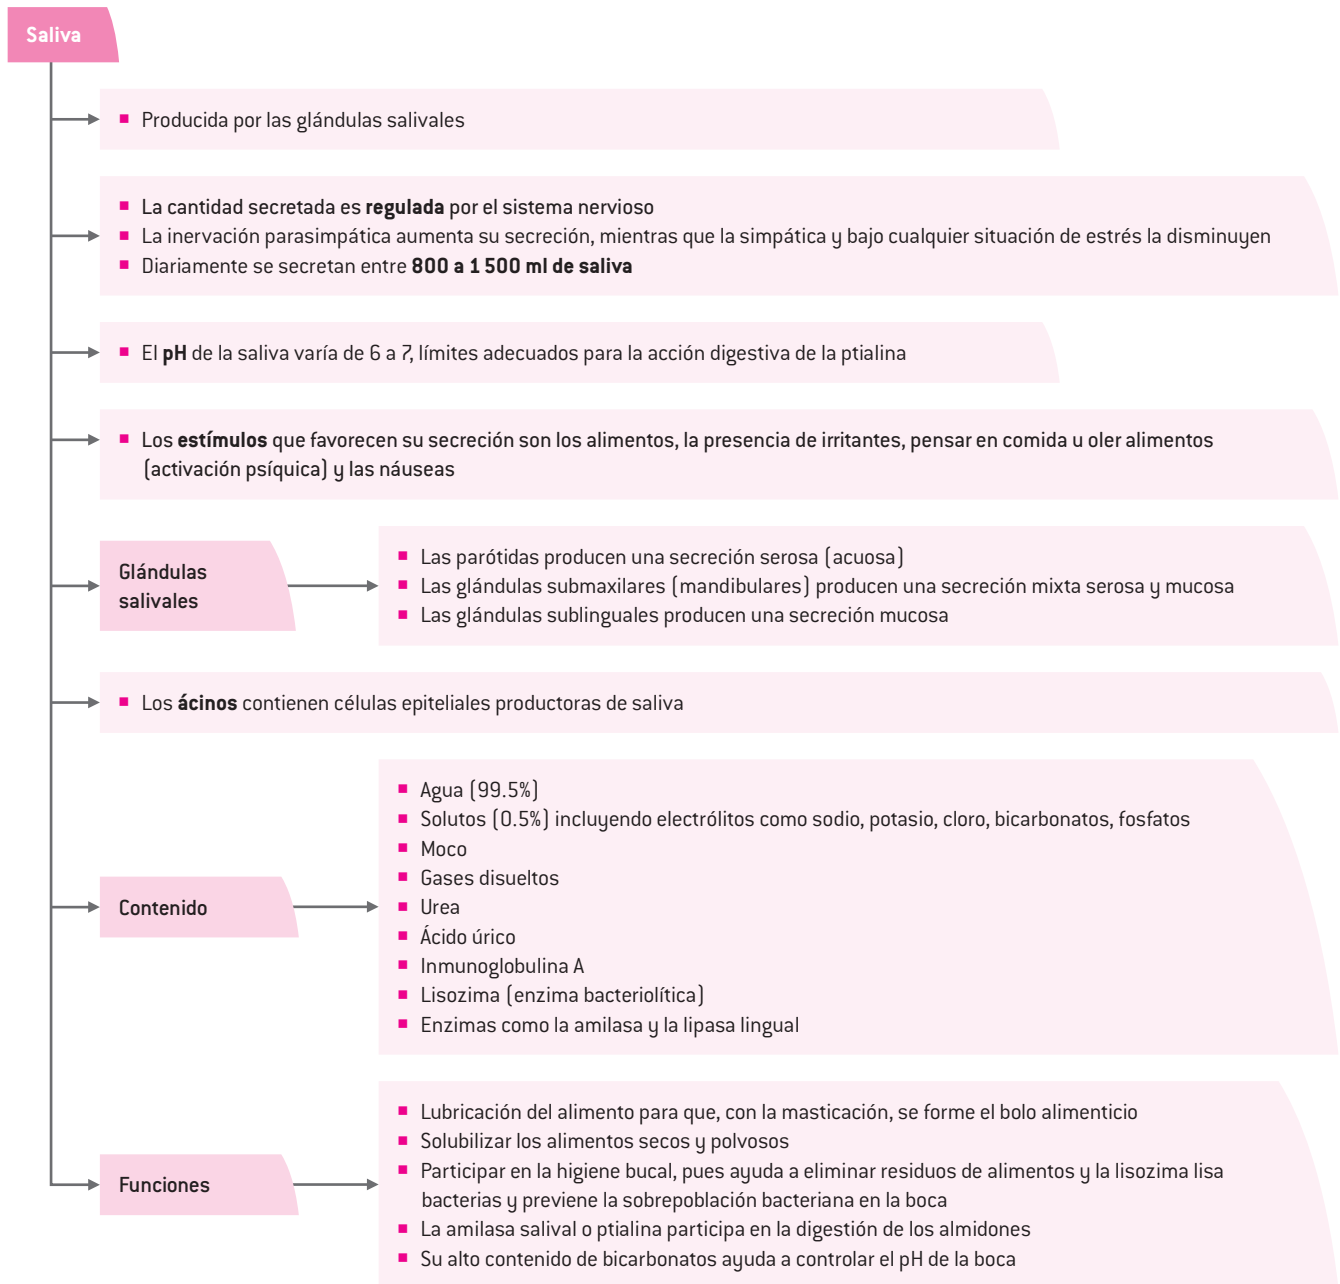 Saliva
■ Producida por las glándulas salivales
■ La cantidad secretada es regulada por el sistema nervioso
■ La inervación parasimpática aumenta su secreción, mientras que la simpática y bajo cualquier situación de estrés la disminuyen
■ Diariamente se secretan entre 800 a 1 500 ml de saliva
■ El pH de la saliva varía de 6 a 7, límites adecuados para la acción digestiva de la ptialina
■ Los estímulos que favorecen su secreción son los alimentos, la presencia de irritantes, pensar en comida u oler alimentos
(activación psíquica) y las náuseas
Glándulas
salivales
■ Las parótidas producen una secreción serosa (acuosa)
■ Las glándulas submaxilares (mandibulares) producen una secreción mixta serosa y mucosa
■ Las glándulas sublinguales producen una secreción mucosa
■ Los ácinos contienen células epiteliales productoras de saliva
Contenido
■ Agua (99.5%)
■ Solutos (0.5%) incluyendo electrólitos como sodio, potasio, cloro, bicarbonatos, fosfatos
■ Moco
■ Gases disueltos
■ Urea
■ Ácido úrico
■ Inmunoglobulina A
■ Lisozima (enzima bacteriolítica)
■ Enzimas como la amilasa y la lipasa lingual
Funciones
■ Lubricación del alimento para que, con la masticación, se forme el bolo alimenticio
■ Solubilizar los alimentos secos y polvosos
■ Participar en la higiene bucal, pues ayuda a eliminar residuos de alimentos y la lisozima lisa
bacterias y previene la sobrepoblación bacteriana en la boca
■ La amilasa salival o ptialina participa en la digestión de los almidones
■ Su alto contenido de bicarbonatos ayuda a controlar el pH de la boca